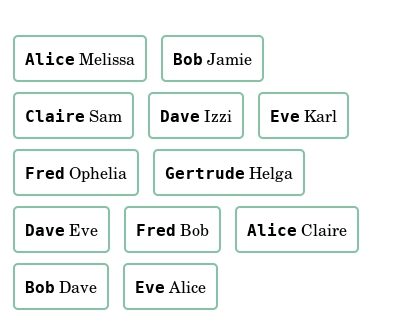 Alice Melissa Bob Jamie
Claire Sam Dave Izzi Eve Karl
Fred Ophelia Gertrude Helga
Dave Eve Fred Bob Alice Claire
Bob Dave Eve Alice